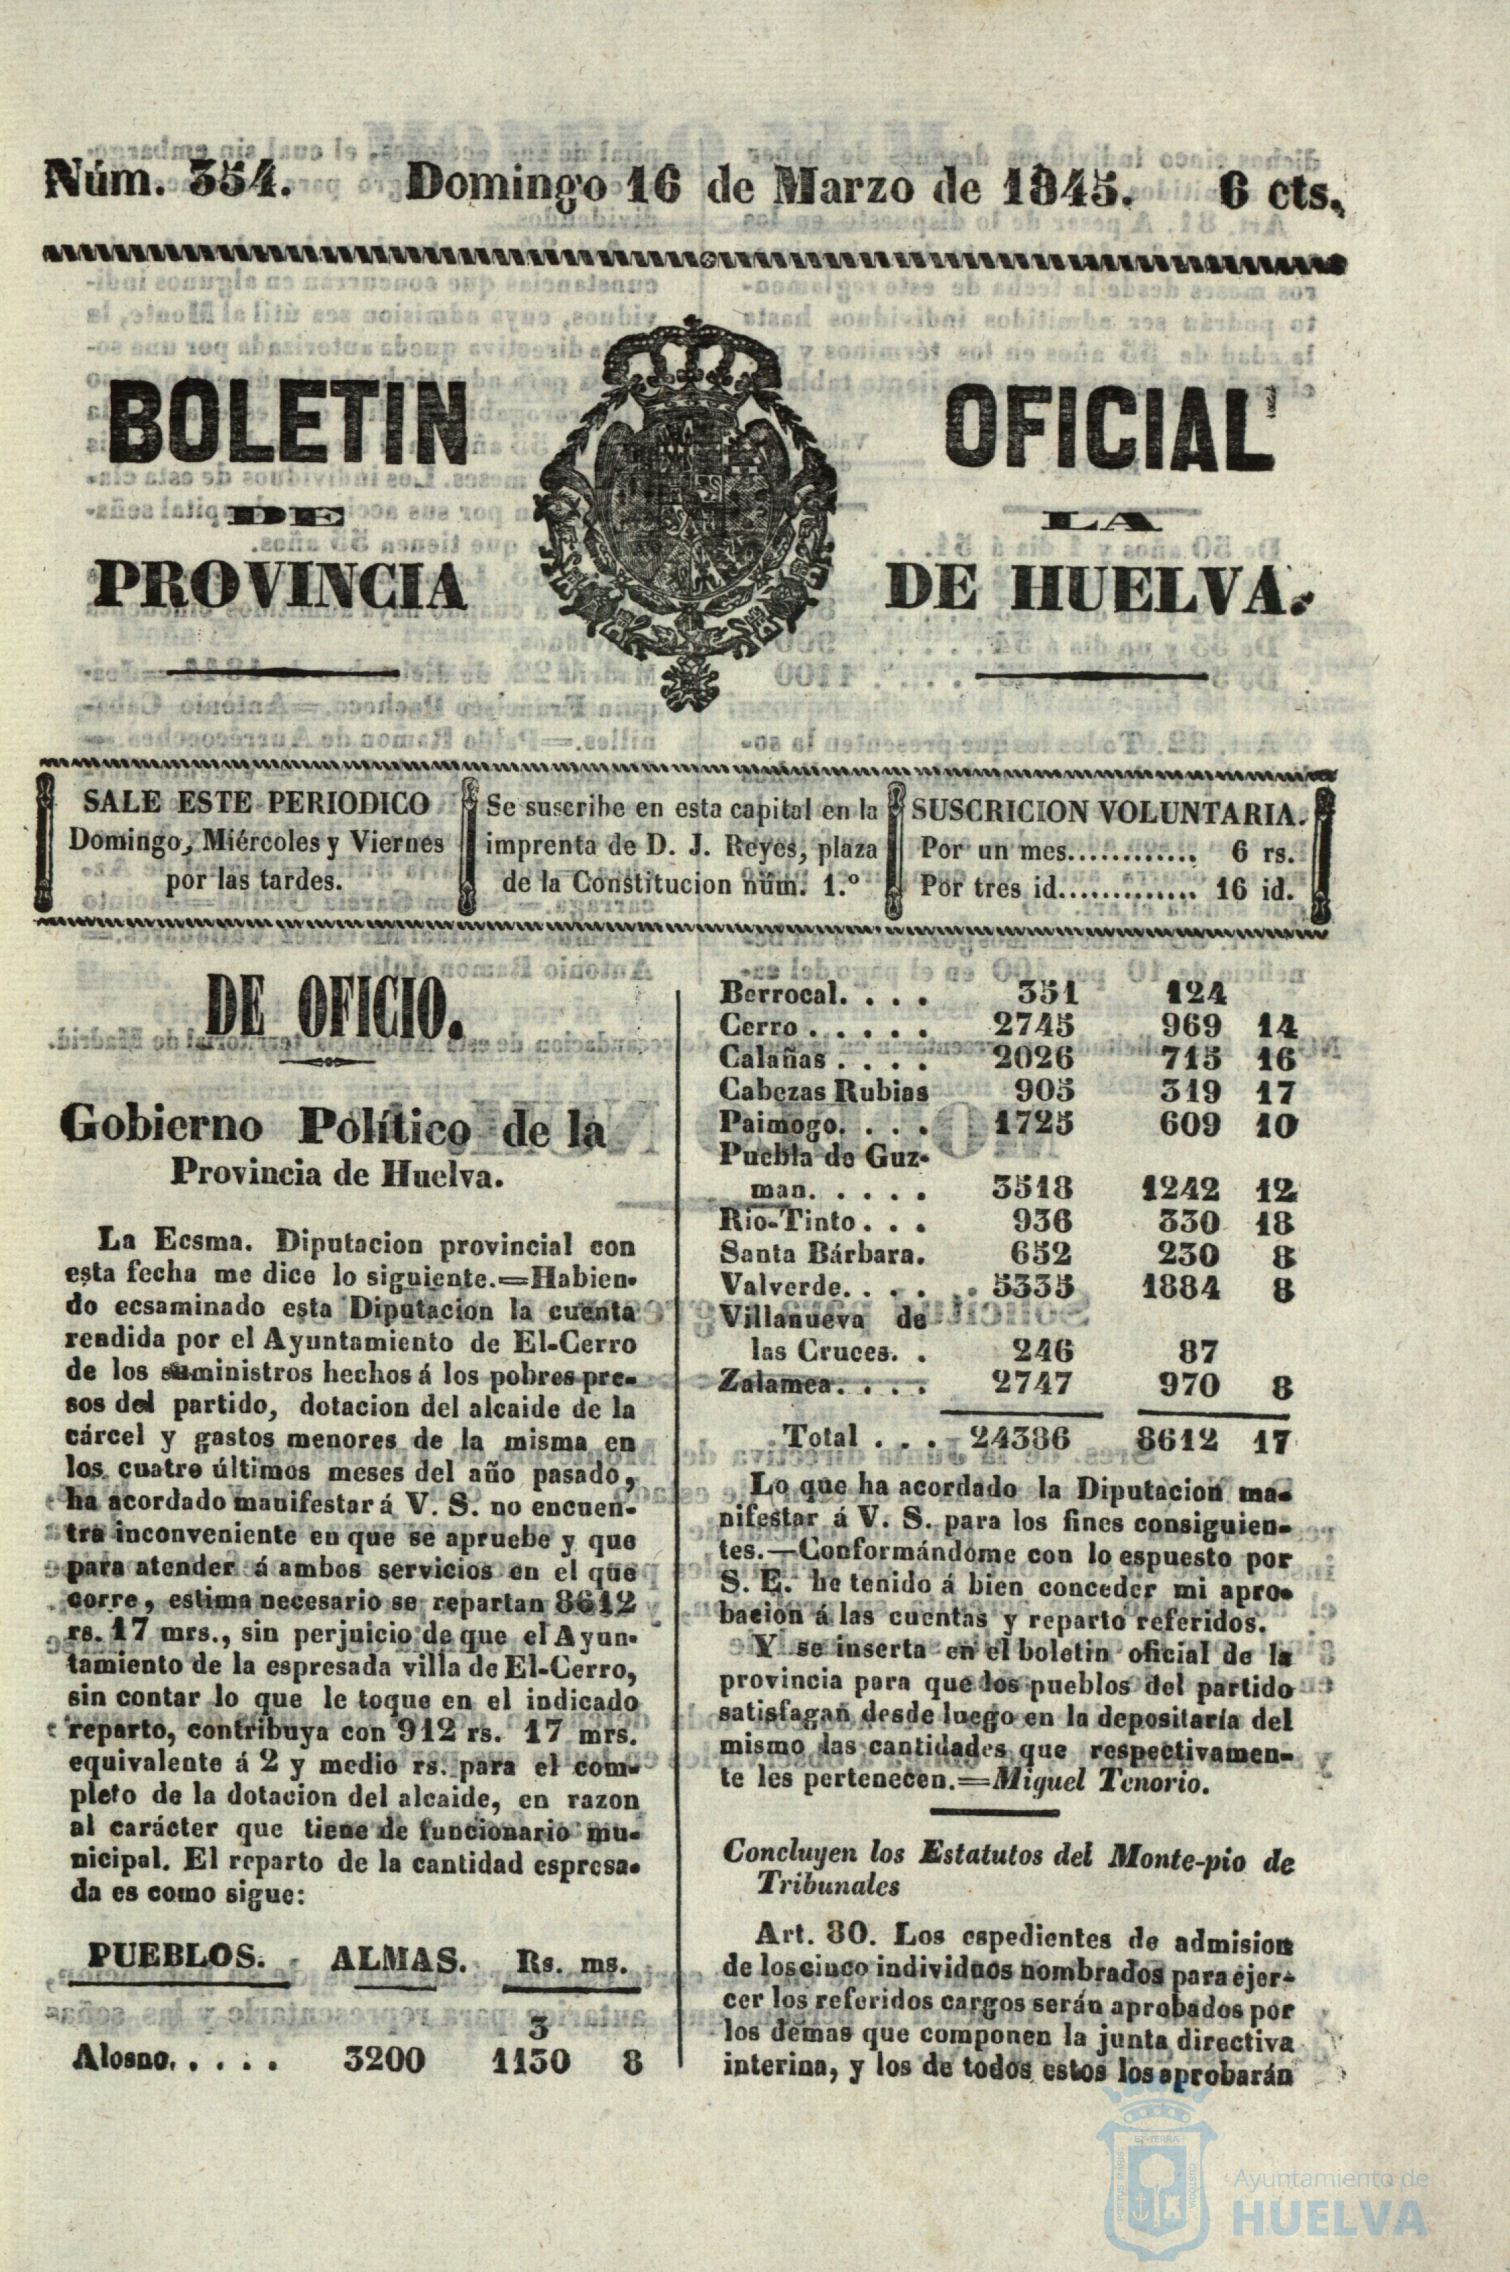 Núm. 354. Domingo 16 de Marzo de 1845. 6 cts.
BOLETIN OFICIAL
DE LA
PROVINCIA DE HUELVA.
SALE ESTE PERIODICO
Domingo, Miércoles y Viernes
por las tardes.
Se suscribe en esta capital en la
imprenta de D. J. Reyes, plaza
de la Constitucion núm. 1.º
SUSCRICION VOLUNTARIA.
Por un mes............ 6 rs.
Por tres id............. 16 id.
DE OFICIO.
Gobierno Político de la
Provincia de Huelva.
La Ecsma. Diputacion provincial con
esta fecha me dice lo siguiente.=Habien-
do ecsaminado esta Diputacion la cuenta
rendida por el Ayuntamiento de El-Cerro
de los suministros hechos á los pobres pre-
sos del partido, dotacion del alcaide de la
cárcel y gastos menores de la misma en
los cuatro últimos meses del año pasado,
ha acordado manifestar á V. S. no encuen-
tra inconveniente en que se apruebe y que
para atender á ambos servicios en el que
corre, estima necesario se repartan 8612
rs. 17 mrs., sin perjuicio de que el Ayun-
tamiento de la espresada villa de El-Cerro,
sin contar lo que le toque en el indicado
reparto, contribuya con 912 rs. 17 mrs.
equivalente á 2 y medio rs. para el com-
pleto de la dotacion del alcaide, en razon
al carácter que tiene de funcionario mu-
nicipal. El reparto de la cantidad espresa-
da es como sigue:
PUEBLOS. ALMAS. Rs. ms.
3
Alosno. . . . . 3200 1130 8
Berrocal. . . . 351 124
Cerro . . . . . 2745 969 14
Calañas . . . . 2026 715 16
Cabezas Rubias 905 319 17
Paimogo. . . . 1725 609 10
Puebla de Guz-
man. . . . . 3518 1242 12
Rio-Tinto . . . 936 330 18
Santa Bárbara. 652 230 8
Valverde. . . . . 5335 1884 8
Villanueva de
las Cruces. . 246 87
Zalamea. . . . 2747 970 8
Total . . . 24386 8612 17
Lo que ha acordado la Diputacion ma-
nifestar á V. S. para los fines consiguien-
tes.—Conformándome con lo espuesto por
S. E. he tenido á bien conceder mi apro-
bacion á las cuentas y reparto referidos.
Y se inserta en el boletin oficial de la
provincia para que los pueblos del partido
satisfagan desde luego en la depositaría del
mismo las cantidades que respectivamen-
te les pertenecen.=Miguel Tenorio.
Concluyen los Estatutos del Monte-pio de
Tribunales
Art. 80. Los espedientes de admision
de los cinco individuos nombrados para ejer-
cer los referidos cargos serán aprobados por
los demas que componen la junta directiva
interina, y los de todos estos los aprobarán
Ayuntamiento de
HUELVA